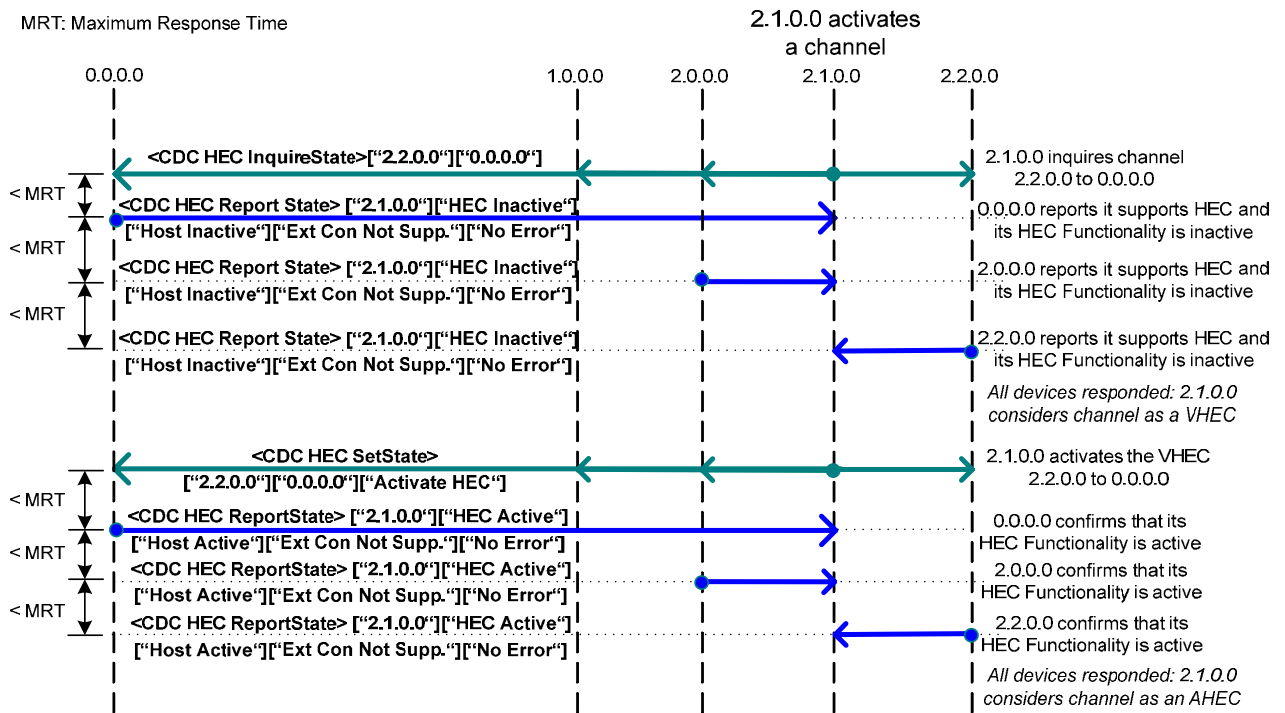 MRT: Maximum Response Time
2.1.0.0 activates
a channel
0.0.0.0
1.0.0.0
2.0.0.0
2.1.0.0
2.2.0.0
<CDC HEC InquireState>[“2.2.0.0“][“0.0.0.0“]
2.1.0.0 inquires channel
2.2.0.0 to 0.0.0.0
< MRT
<CDC HEC Report State> [“2.1.0.0“][“HEC Inactive“]
[“Host Inactive“][“Ext Con Not Supp.“][“No Error“]
0.0.0.0 reports it supports HEC and
its HEC Functionality is inactive
< MRT
<CDC HEC Report State> [“2.1.0.0“][“HEC Inactive“]
[“Host Inactive“][“Ext Con Not Supp.“][“No Error“]
2.0.0.0 reports it supports HEC and
its HEC Functionality is inactive
< MRT
<CDC HEC Report State> [“2.1.0.0“][“HEC Inactive“]
[“Host Inactive“][“Ext Con Not Supp.“][“No Error“]
2.2.0.0 reports it supports HEC and
its HEC Functionality is inactive
All devices responded: 2.1.0.0
considers channel as a VHEC
<CDC HEC SetState>
[“2.2.0.0“][“0.0.0.0“][“Activate HEC“]
2.1.0.0 activates the VHEC
2.2.0.0 to 0.0.0.0
< MRT
<CDC HEC ReportState> [“2.1.0.0“][“HEC Active“]
[“Host Active“][“Ext Con Not Supp.“][“No Error“]
0.0.0.0 confirms that its
HEC Functionality is active
< MRT
<CDC HEC ReportState> [“2.1.0.0“][“HEC Active“]
[“Host Active“][“Ext Con Not Supp.“][“No Error“]
2.0.0.0 confirms that its
HEC Functionality is active
< MRT
<CDC HEC ReportState> [“2.1.0.0“][“HEC Active“]
[“Host Active“][“Ext Con Not Supp.“][“No Error“]
2.2.0.0 confirms that its
HEC Functionality is active
All devices responded: 2.1.0.0
considers channel as an AHEC